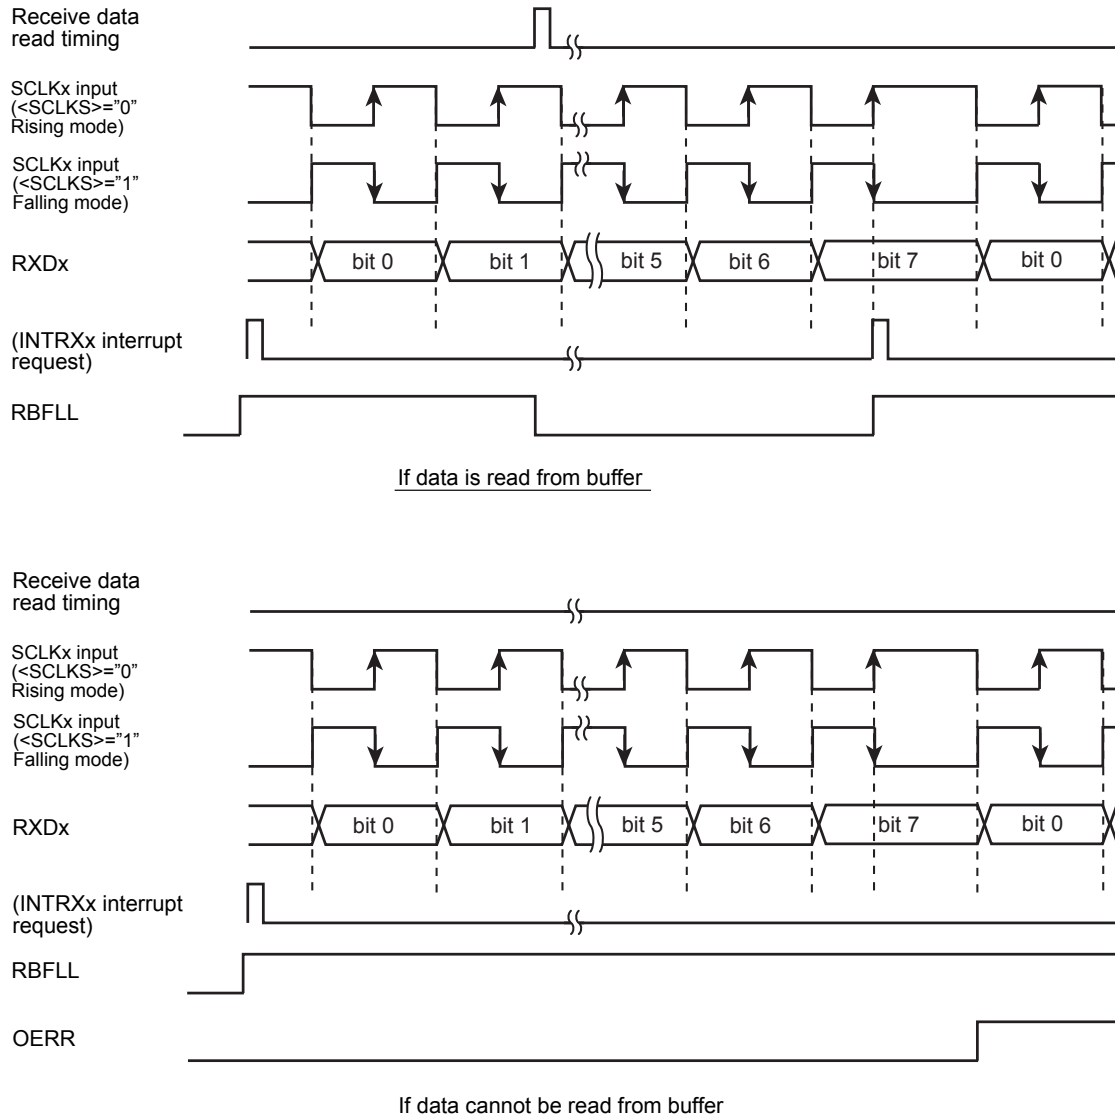 Receive data
read timing
SCLKx input
(<SCLKS>="0"
Rising mode)
SCLKx input
(<SCLKS>="1"
Falling mode)
RXDx
bit 0 bit 1 bit 5 bit 6 bit 7 bit 0
(INTRXx interrupt
request)
RBFLL
If data is read from buffer
Receive data
read timing
SCLKx input
(<SCLKS>="0"
Rising mode)
SCLKx input
(<SCLKS>="1"
Falling mode)
RXDx
bit 0 bit 1 bit 5 bit 6 bit 7 bit 0
(INTRXx interrupt
request)
RBFLL
OERR
If data cannot be read from buffer